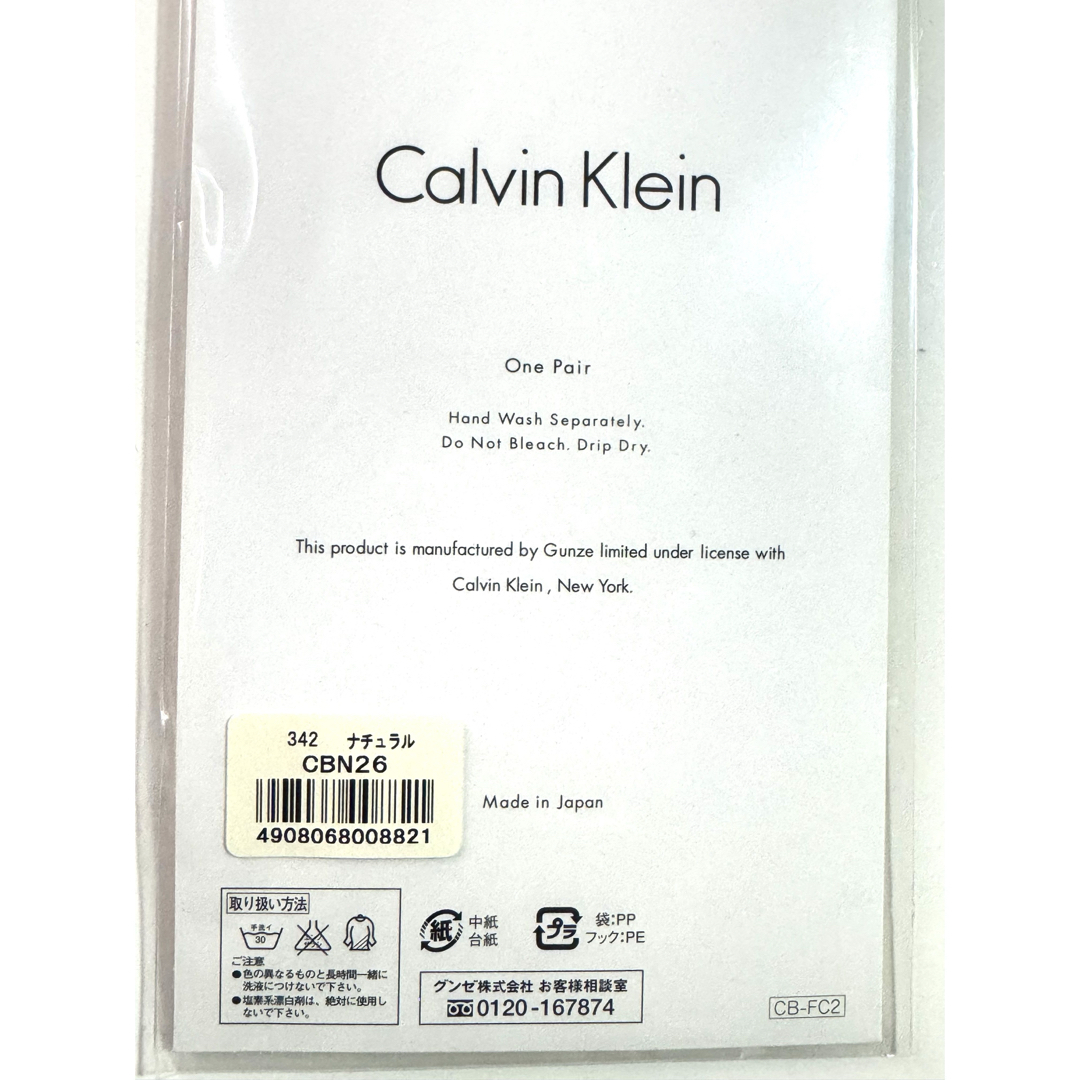 Calvin Klein
One Pair
Hand Wash Separately.
Do Not Bleach. Drip Dry.
This product is manufactured by Gunze limited under license with
Calvin Klein , New York.
342 ナチュラル
CBN26
4908068008821
Made in Japan
取り扱い方法
手洗イ
30
ご注意
●色の異なるものと長時間一緒に
洗液につけないで下さい。
●塩素系漂白剤は、絶対に使用し
ないで下さい。
紙
中紙
台紙
プラ
袋:PP
フック:PE
グンゼ株式会社 お客様相談室
0120-167874
CB-FC2